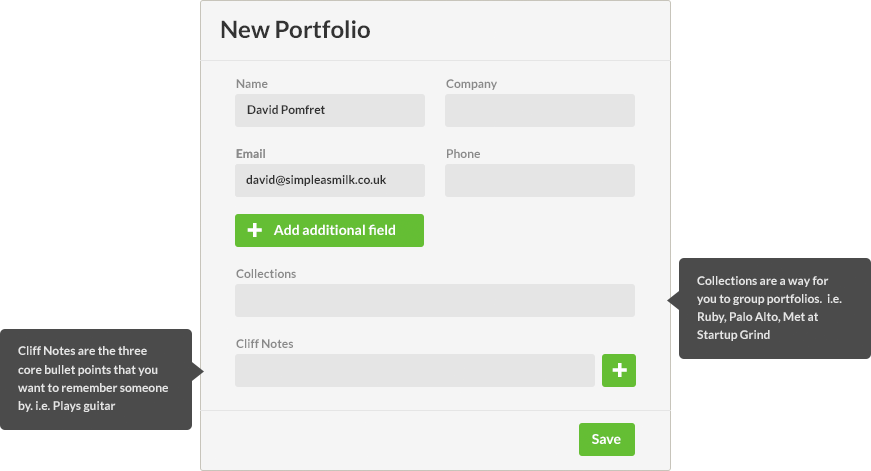 New Portfolio
Name
Company
David Pomfret
Email
Phone
david@simpleasmilk.co.uk
Add additional field
Collections
Collections are a way for
you to group portfolios.  i.e.
Ruby, Palo Alto, Met at
Startup Grind
Cliff Notes
Cliff Notes are the three
core bullet points that you
want to remember someone
by. i.e. Plays guitar
Save